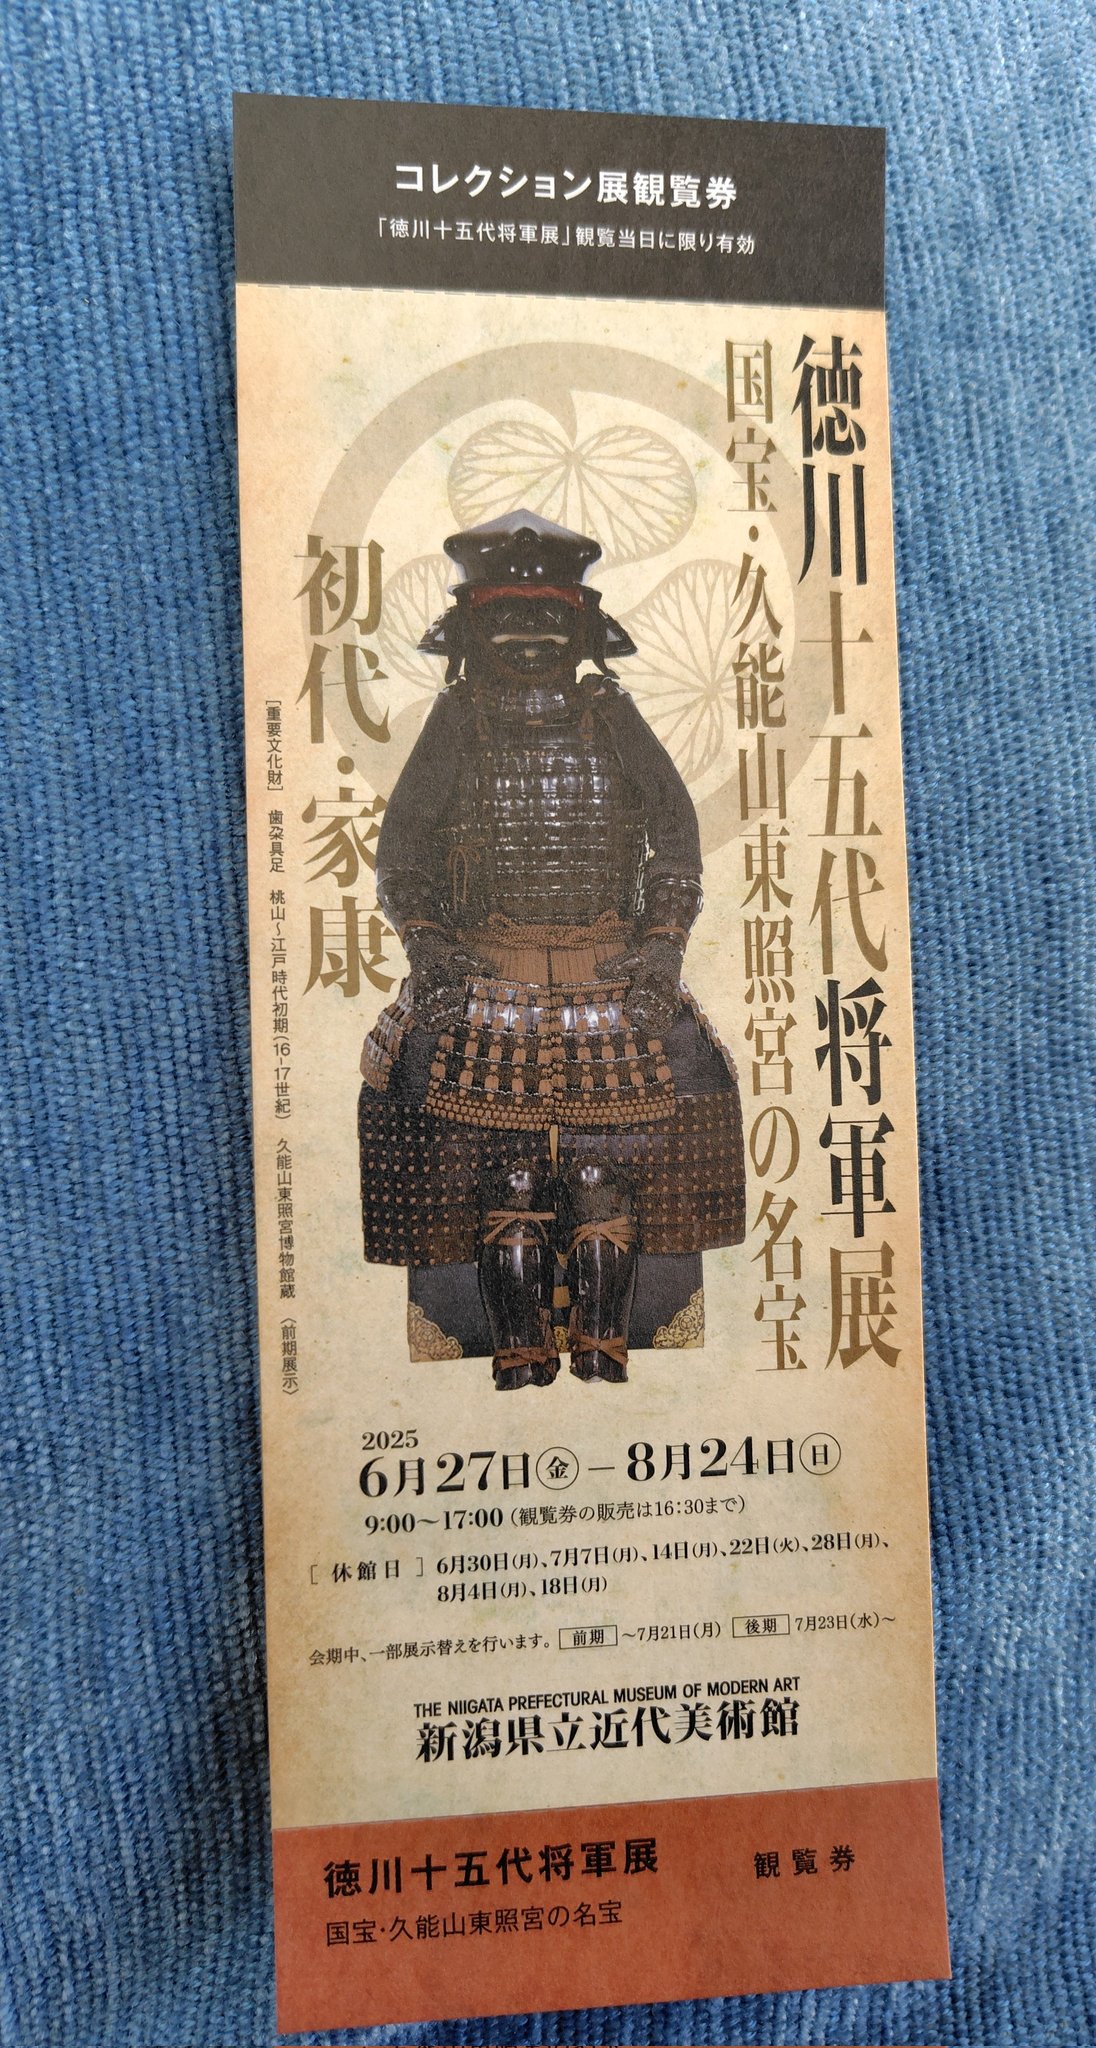 コレクション展観覧券
「徳川十五代将軍展」観覧当日に限り有効
徳川十五代将軍展
国宝・久能山東照宮の名宝
初代・家康
［重要文化財］ 歯朶具足 桃山～江戸時代初期（16-17世紀） 久能山東照宮博物館蔵 〈前期展示〉
2025
6月27日㊎－8月24日㊐
9:00～17:00（観覧券の販売は16：30まで）
［ 休館日 ］ 6月30日（月）、7月7日（月）、14日（月）、22日（火）、28日（月）、
8月4日（月）、18日（月）
会期中、一部展示替えを行います。 前期 ～7月21日（月） 後期 7月23日（水）～
THE NIIGATA PREFECTURAL MUSEUM OF MODERN ART
新潟県立近代美術館
徳川十五代将軍展 観覧券
国宝・久能山東照宮の名宝